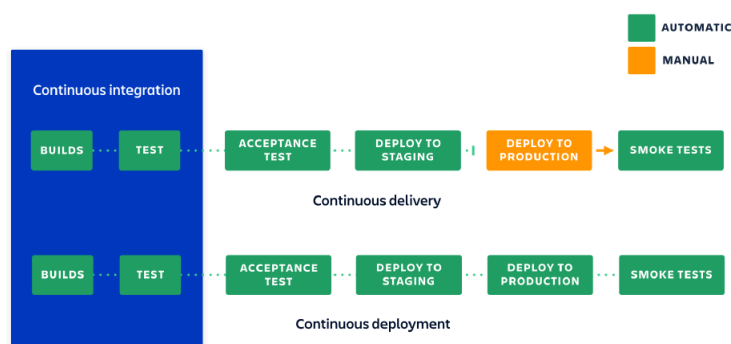 AUTOMATIC
MANUAL
Continuous integration
BUILDS
TEST
ACCEPTANCE
TEST
DEPLOY TO
STAGING
DEPLOY TO
PRODUCTION
SMOKE TESTS
Continuous delivery
BUILDS
TEST
ACCEPTANCE
TEST
DEPLOY TO
STAGING
DEPLOY TO
PRODUCTION
SMOKE TESTS
Continuous deployment